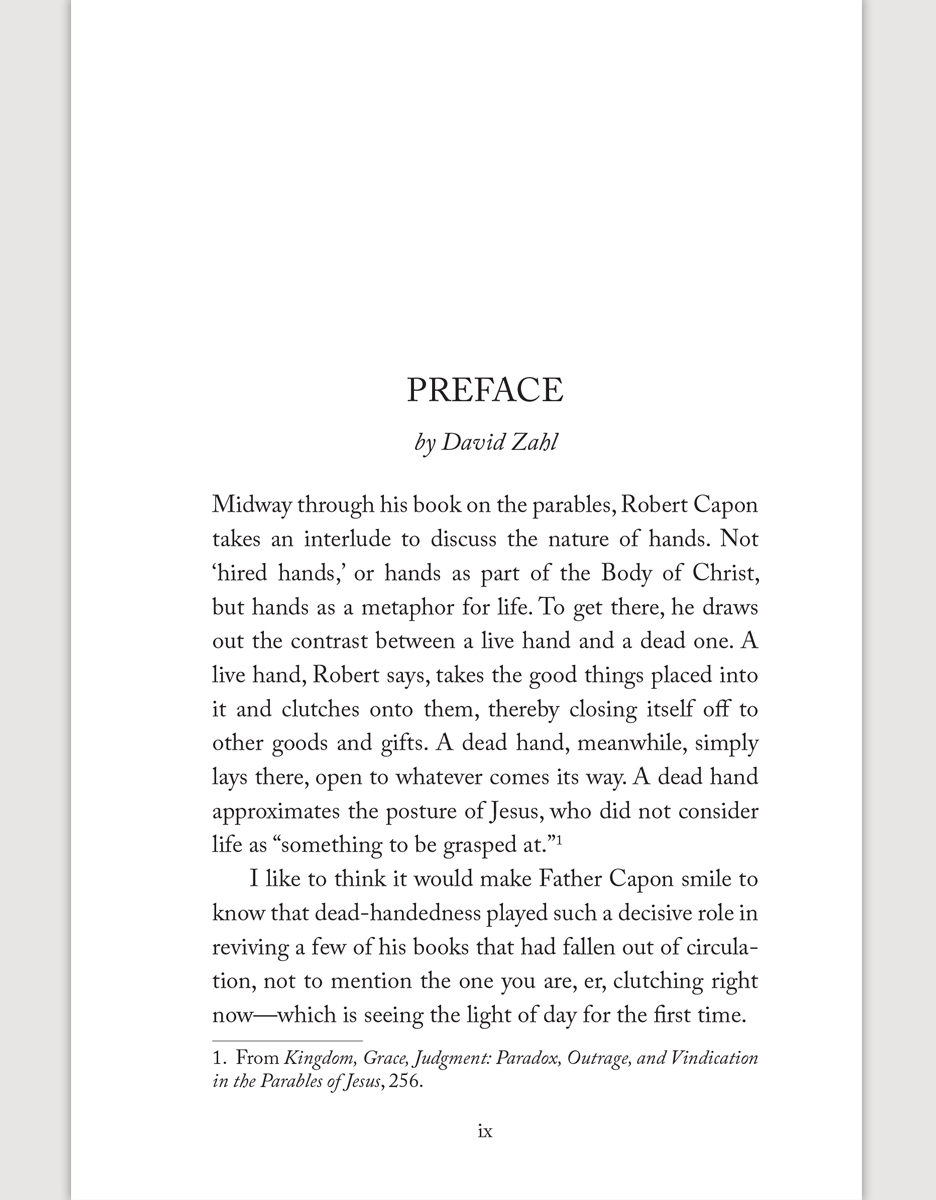 PREFACE
by David Zahl
Midway through his book on the parables, Robert Capon
takes an interlude to discuss the nature of hands. Not
‘hired hands,’ or hands as part of the Body of Christ,
but hands as a metaphor for life. To get there, he draws
out the contrast between a live hand and a dead one. A
live hand, Robert says, takes the good things placed into
it and clutches onto them, thereby closing itself off to
other goods and gifts. A dead hand, meanwhile, simply
lays there, open to whatever comes its way. A dead hand
approximates the posture of Jesus, who did not consider
life as “something to be grasped at.”¹
I like to think it would make Father Capon smile to
know that dead-handedness played such a decisive role in
reviving a few of his books that had fallen out of circula-
tion, not to mention the one you are, er, clutching right
now—which is seeing the light of day for the first time.
1. From Kingdom, Grace, Judgment: Paradox, Outrage, and Vindication
in the Parables of Jesus, 256.
ix